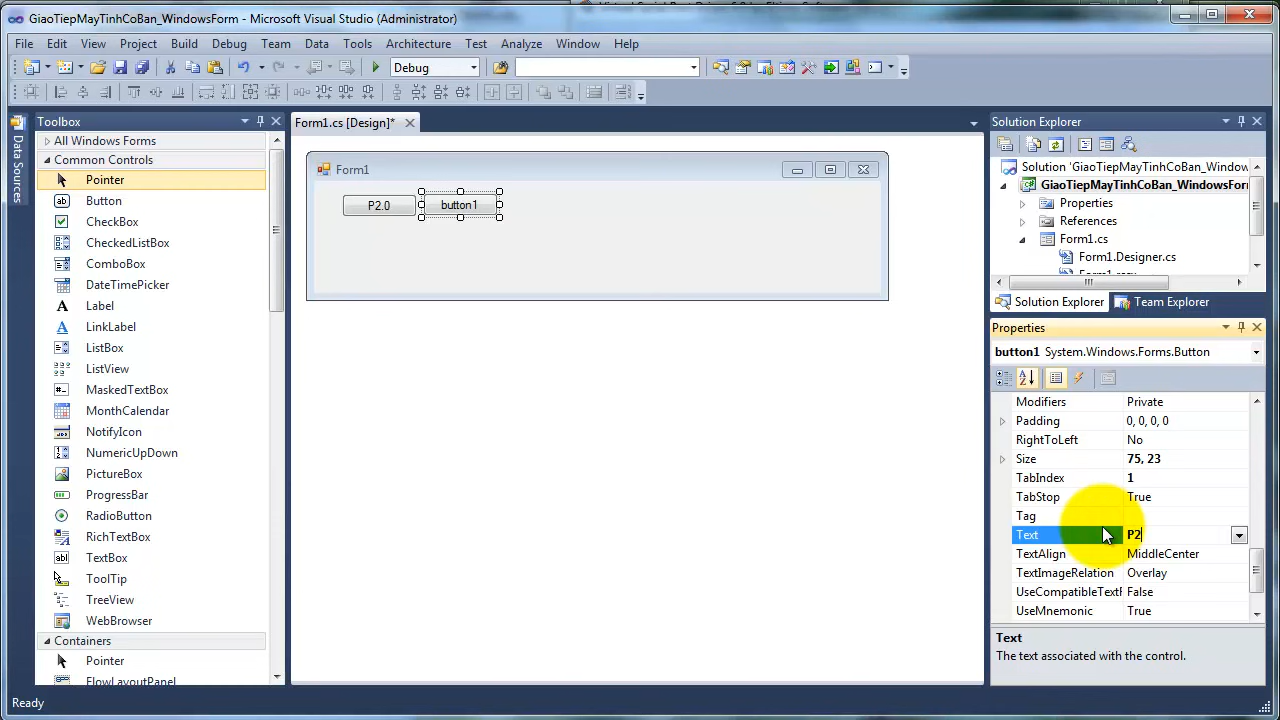 GiaoTiepMayTinhCoBan_WindowsForm - Microsoft Visual Studio (Administrator)
File Edit View Project Build Debug Team Data Tools Architecture Test Analyze Window Help
Debug
Data Sources
Toolbox
All Windows Forms
Common Controls
Pointer
Button
CheckBox
CheckedListBox
ComboBox
DateTimePicker
Label
LinkLabel
ListBox
ListView
MaskedTextBox
MonthCalendar
NotifyIcon
NumericUpDown
PictureBox
ProgressBar
RadioButton
RichTextBox
TextBox
ToolTip
TreeView
WebBrowser
Containers
Pointer
FlowLayoutPanel
Form1.cs [Design]*
Form1
P2.0 button1
Solution Explorer
Solution 'GiaoTiepMayTinhCoBan_Window
GiaoTiepMayTinhCoBan_WindowsForm
Properties
References
Form1.cs
Form1.Designer.cs
Form1.resx
Solution Explorer Team Explorer
Properties
button1 System.Windows.Forms.Button
Modifiers Private
Padding 0, 0, 0, 0
RightToLeft No
Size 75, 23
TabIndex 1
TabStop True
Tag
Text P2
TextAlign MiddleCenter
TextImageRelation Overlay
UseCompatibleTextR False
UseMnemonic True
Text
The text associated with the control.
Ready